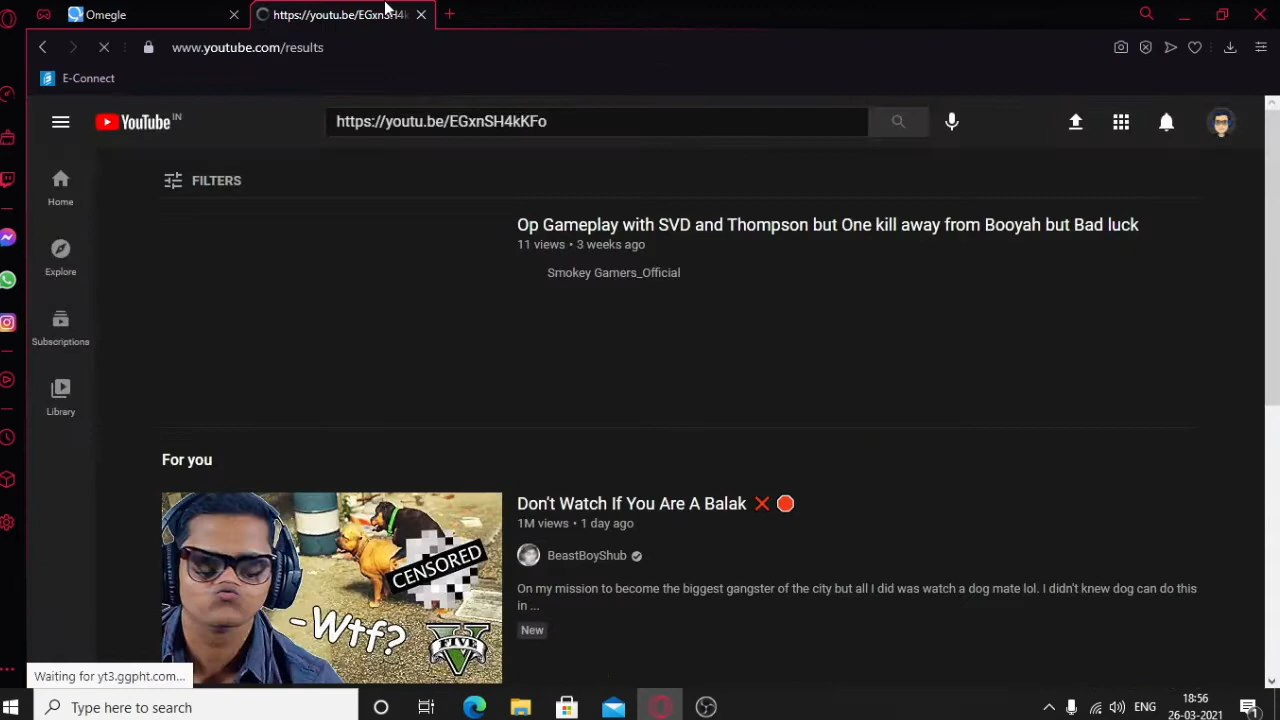 Omegle
https://youtu.be/EGxnSH4k
www.youtube.com/results
E-Connect
YouTube IN
https://youtu.be/EGxnSH4kKFo
Home
Explore
Subscriptions
Library
FILTERS
Op Gameplay with SVD and Thompson but One kill away from Booyah but Bad luck
11 views • 3 weeks ago
Smokey Gamers_Official
For you
CENSORED
-Wtf?
V
FIVE
Don't Watch If You Are A Balak ❌ 🛑
1M views • 1 day ago
BeastBoyShub
On my mission to become the biggest gangster of the city but all I did was watch a dog mate lol. I didn't knew dog can do this
in ...
New
Waiting for yt3.ggpht.com...
Type here to search
ENG
18:56
26-03-2021
1